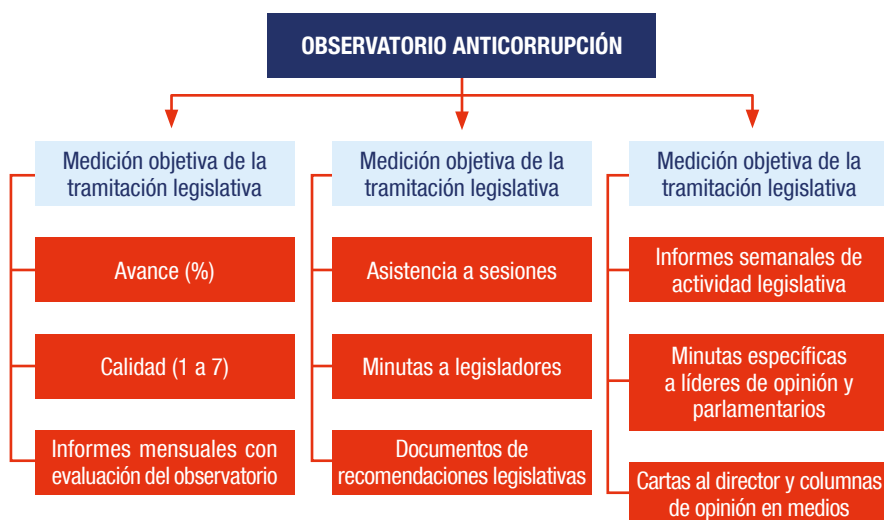 OBSERVATORIO ANTICORRUPCIÓN
Medición objetiva de la
tramitación legislativa
Avance (%)
Calidad (1 a 7)
Informes mensuales con
evaluación del observatorio
Medición objetiva de la
tramitación legislativa
Asistencia a sesiones
Minutas a legisladores
Documentos de
recomendaciones legislativas
Medición objetiva de la
tramitación legislativa
Informes semanales de
actividad legislativa
Minutas específicas
a líderes de opinión y
parlamentarios
Cartas al director y columnas
de opinión en medios